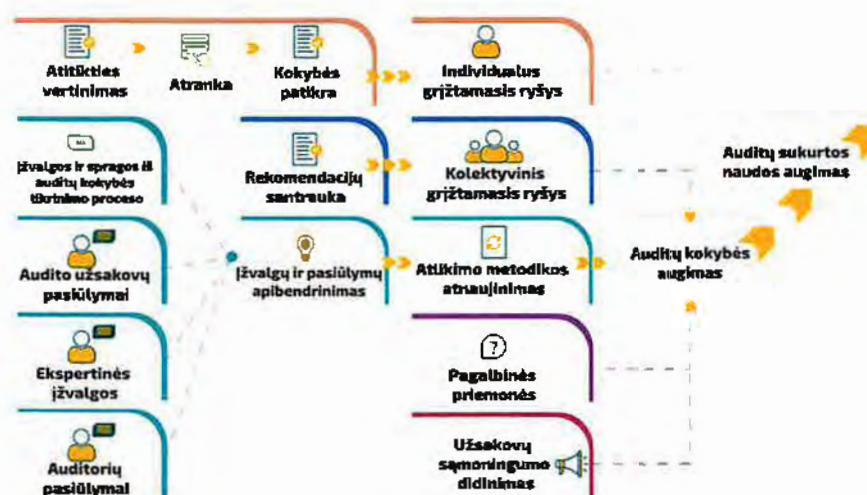 Atitikties
vertinimas
Atranka
Kokybės
patikra
Individualus
grįžtamasis ryšys
Įžvalgos ir spragos iš
auditų kokybės
tikrinimo proceso
Rekomendacijų
santrauka
Kolektyvinis
grįžtamasis ryšys
Auditų sukurtos
naudos augimas
Audito užsakovų
pasiūlymai
Įžvalgų ir pasiūlymų
apibendrinimas
Atlikimo metodikos
atnaujinimas
Auditų kokybės
augimas
Ekspertinės
įžvalgos
Pagalbinės
priemonės
Auditorių
pasiūlymai
Užsakovų
sąmoningumo
didinimas